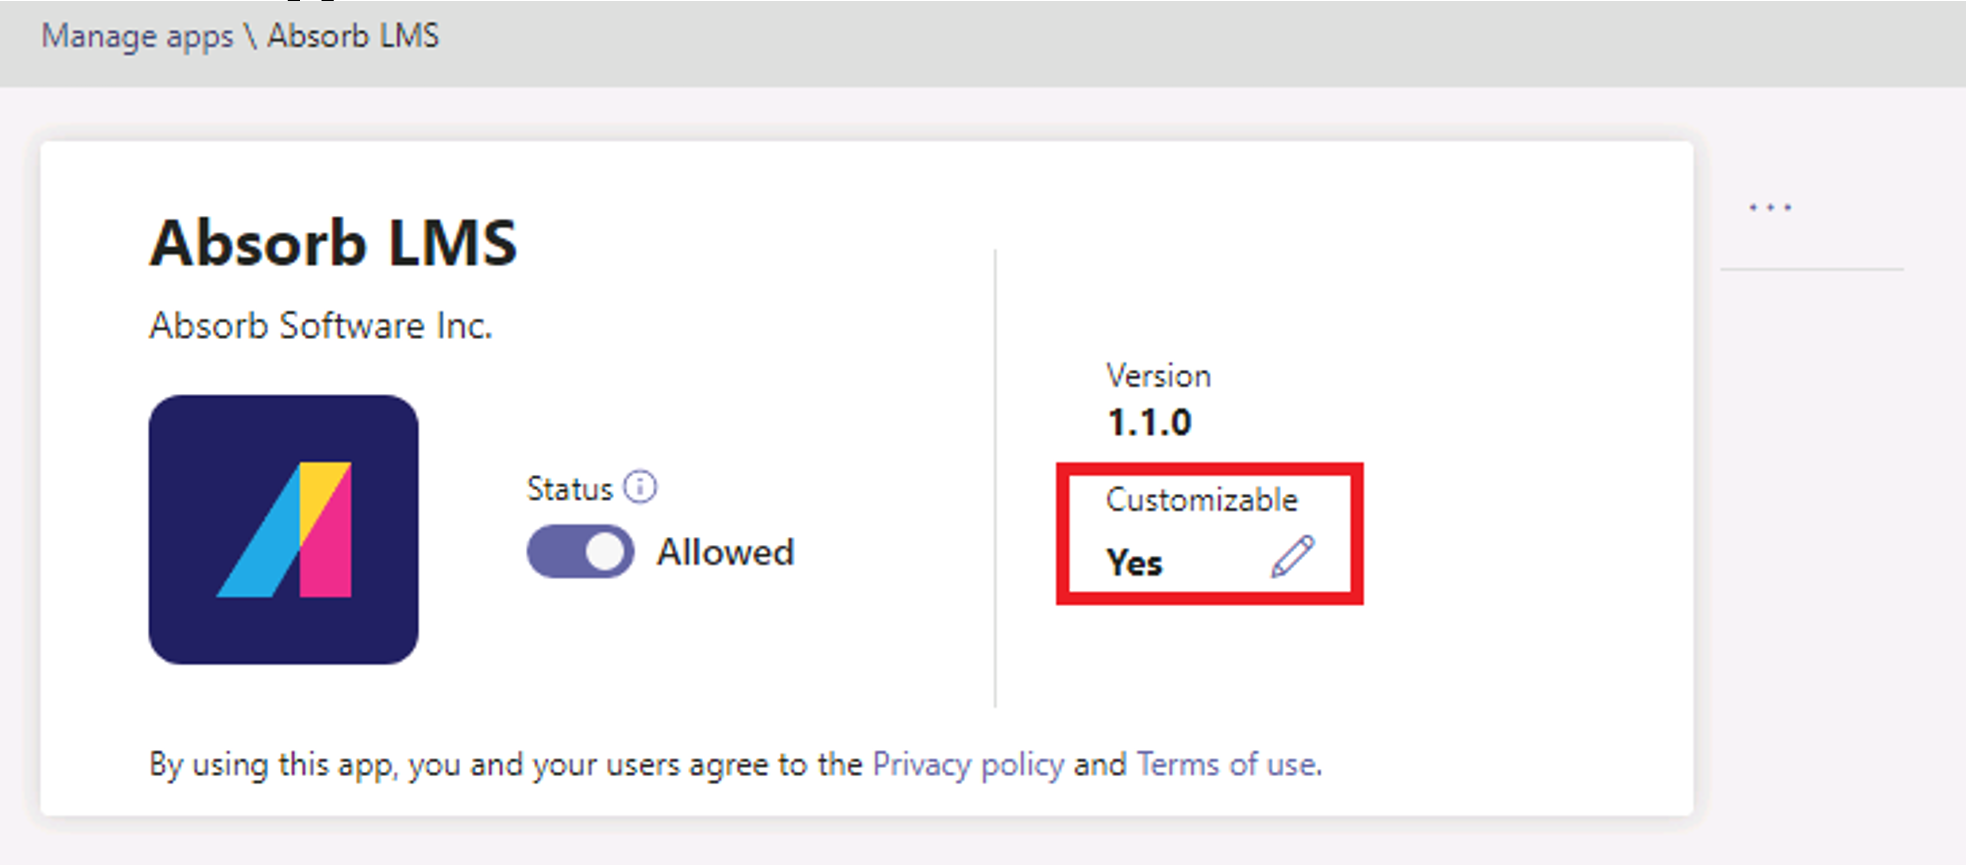 Manage apps \ Absorb LMS
Absorb LMS
Absorb Software Inc.
Status
Allowed
Version
1.1.0
Customizable
Yes
By using this app, you and your users agree to the Privacy policy and Terms of use.